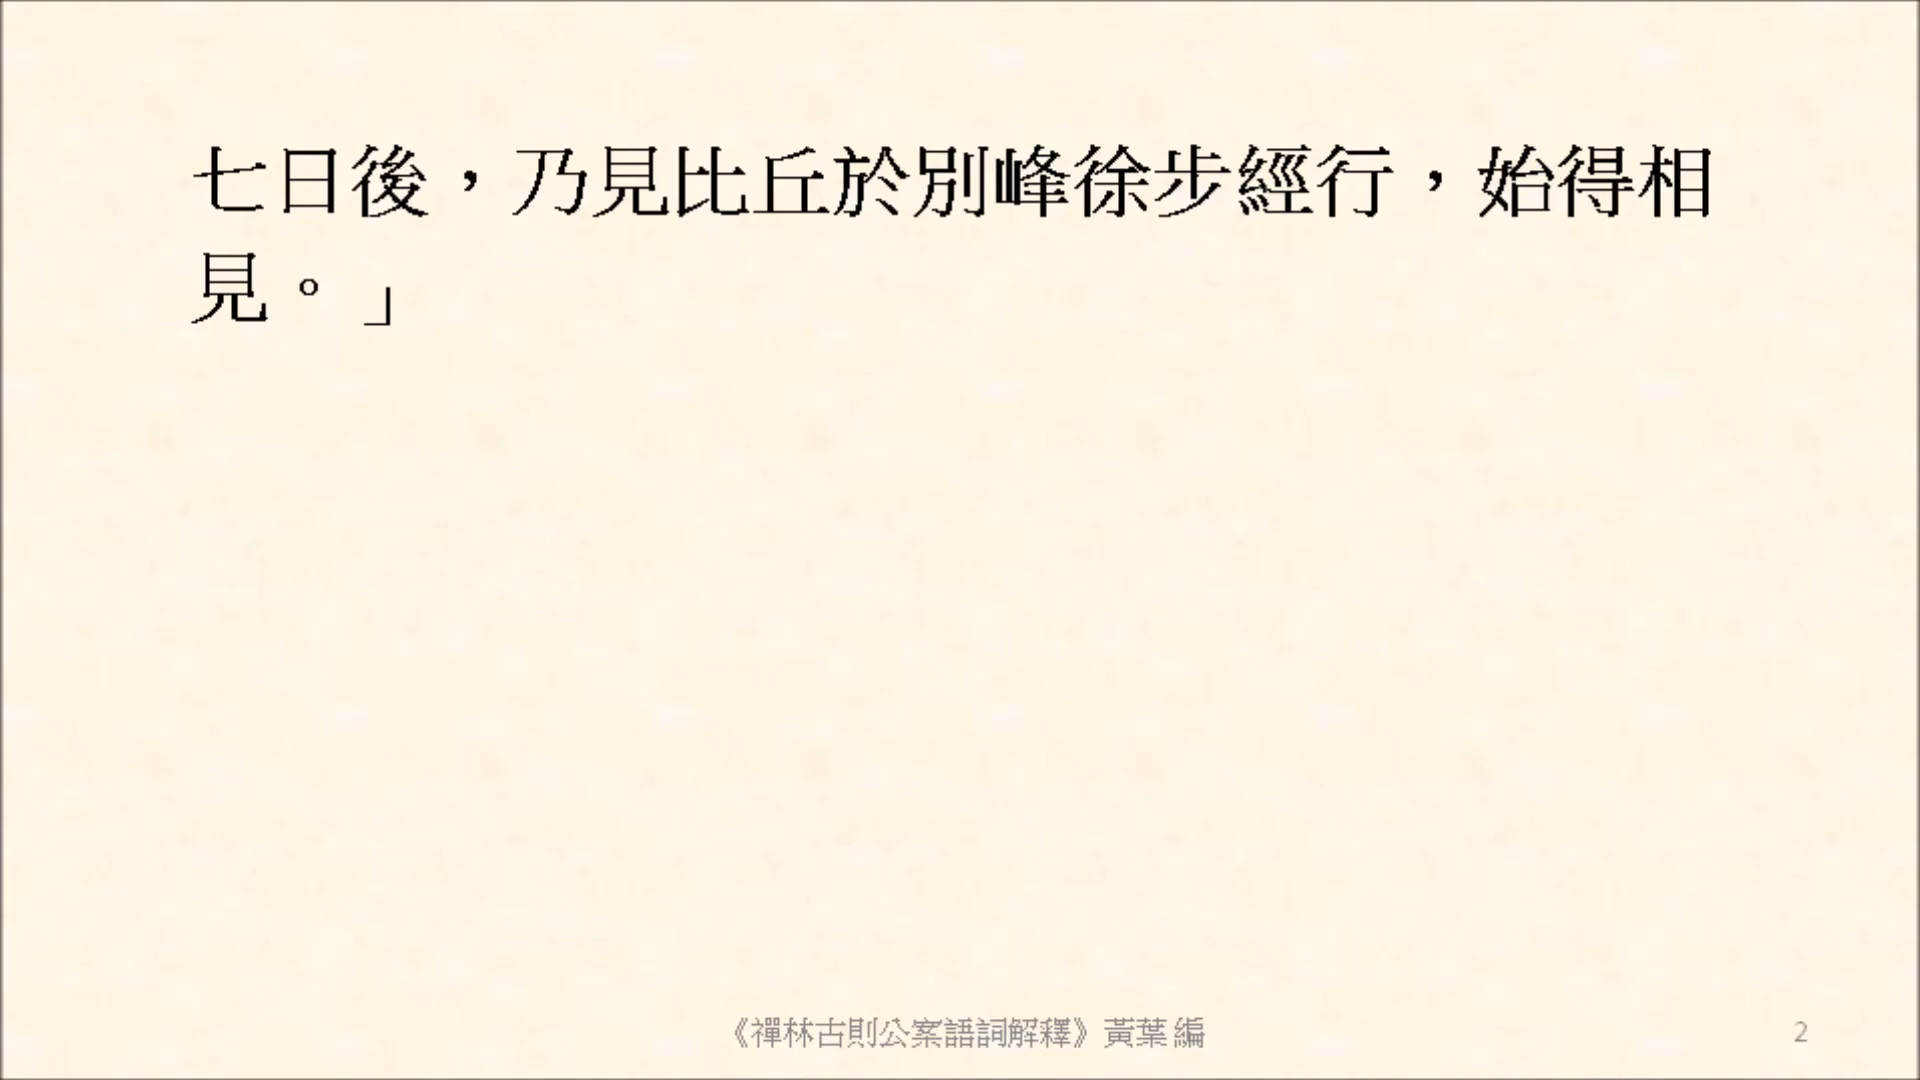 七日後，乃見比丘於別峰徐步經行，始得相
見。」
《禪林古則公案語詞解釋》黃葉編
2